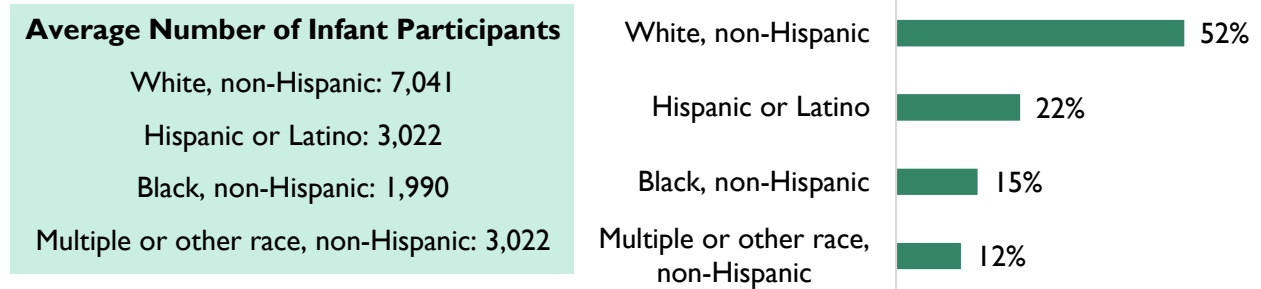 Average Number of Infant Participants
White, non-Hispanic: 7,041
Hispanic or Latino: 3,022
Black, non-Hispanic: 1,990
Multiple or other race, non-Hispanic: 3,022
White, non-Hispanic 52%
Hispanic or Latino 22%
Black, non-Hispanic 15%
Multiple or other race,
non-Hispanic 12%